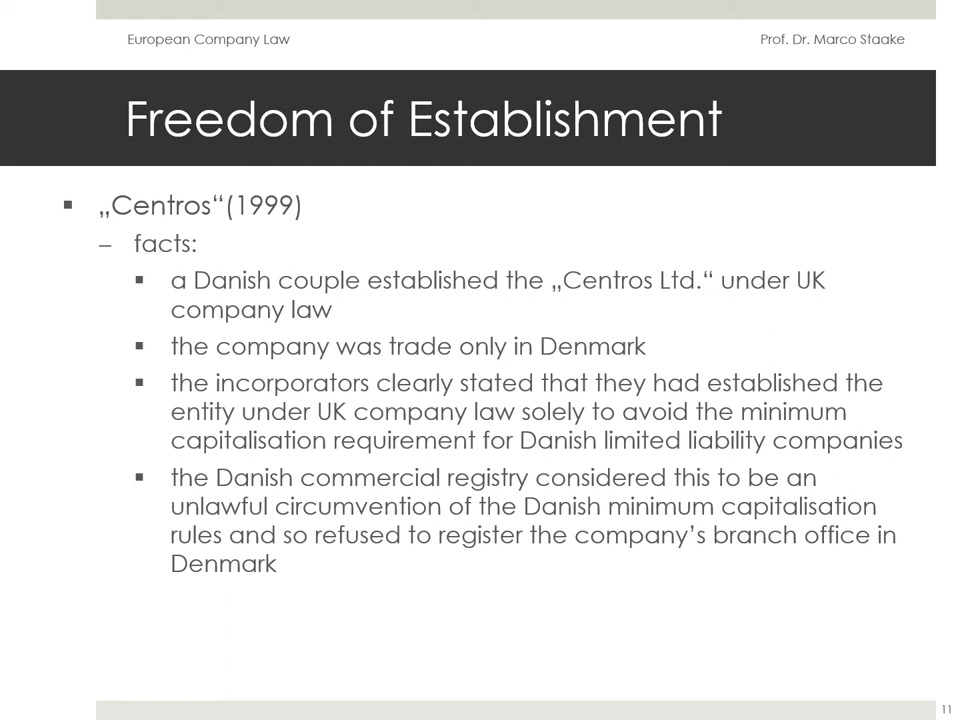 European Company Law
Prof. Dr. Marco Staake
Freedom of Establishment
▪ „Centros“(1999)
– facts:
▪ a Danish couple established the „Centros Ltd.“ under UK
company law
▪ the company was trade only in Denmark
▪ the incorporators clearly stated that they had established the
entity under UK company law solely to avoid the minimum
capitalisation requirement for Danish limited liability companies
▪ the Danish commercial registry considered this to be an
unlawful circumvention of the Danish minimum capitalisation
rules and so refused to register the company’s branch office in
Denmark
11